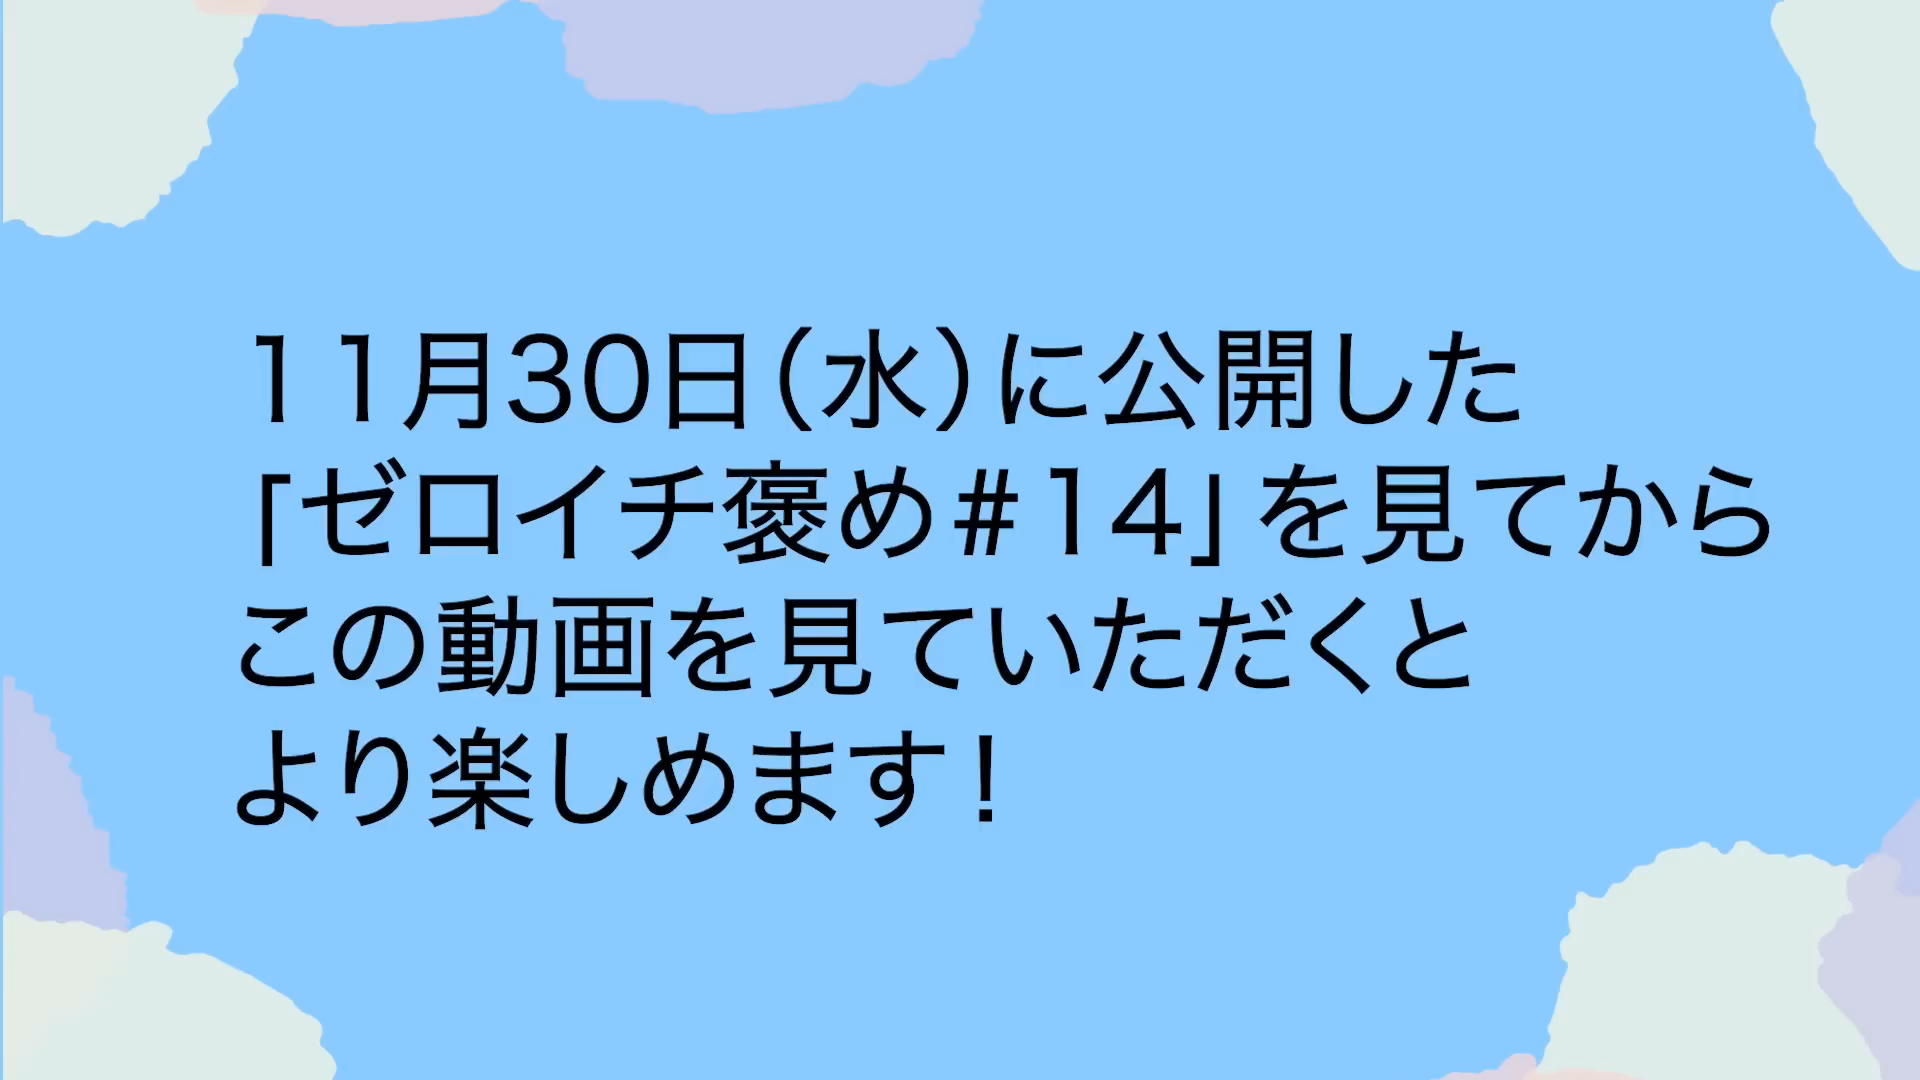 11月30日(水)に公開した
「ゼロイチ褒め#14」を見てから
この動画を見ていただくと
より楽しめます!